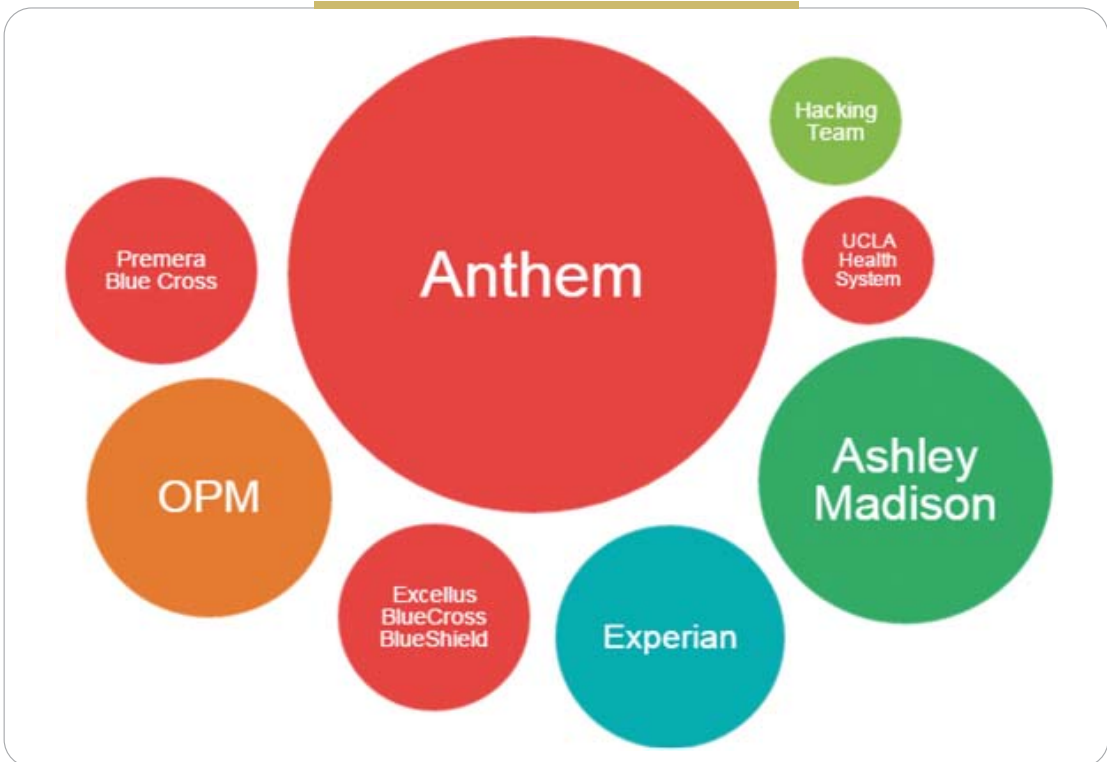 Hacking
Team
Premera
Blue Cross
Anthem
UCLA
Health
System
OPM
Ashley
Madison
Excellus
BlueCross
BlueShield
Experian